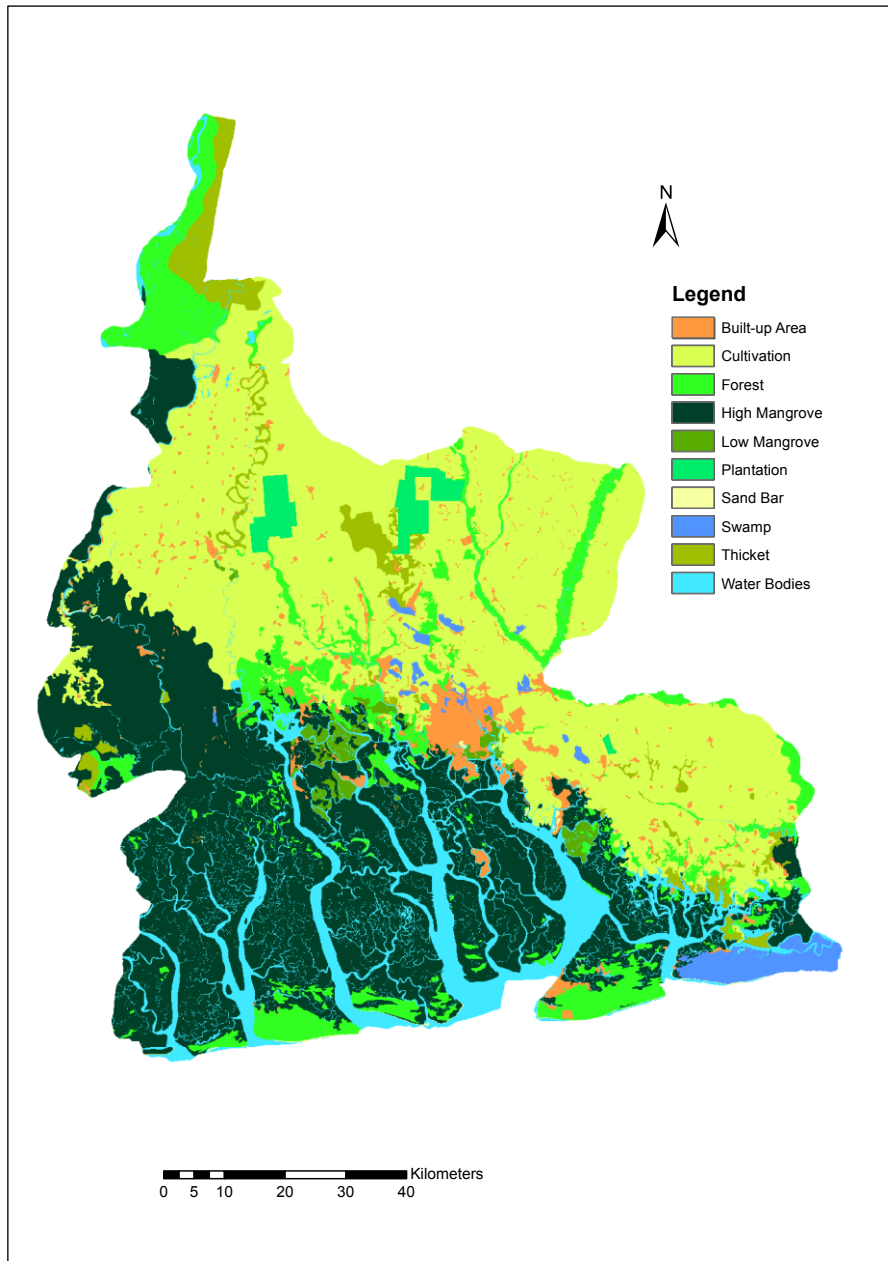 N
Legend
Built-up Area
Cultivation
Forest
High Mangrove
Low Mangrove
Plantation
Sand Bar
Swamp
Thicket
Water Bodies
Kilometers
0 5 10 20 30 40